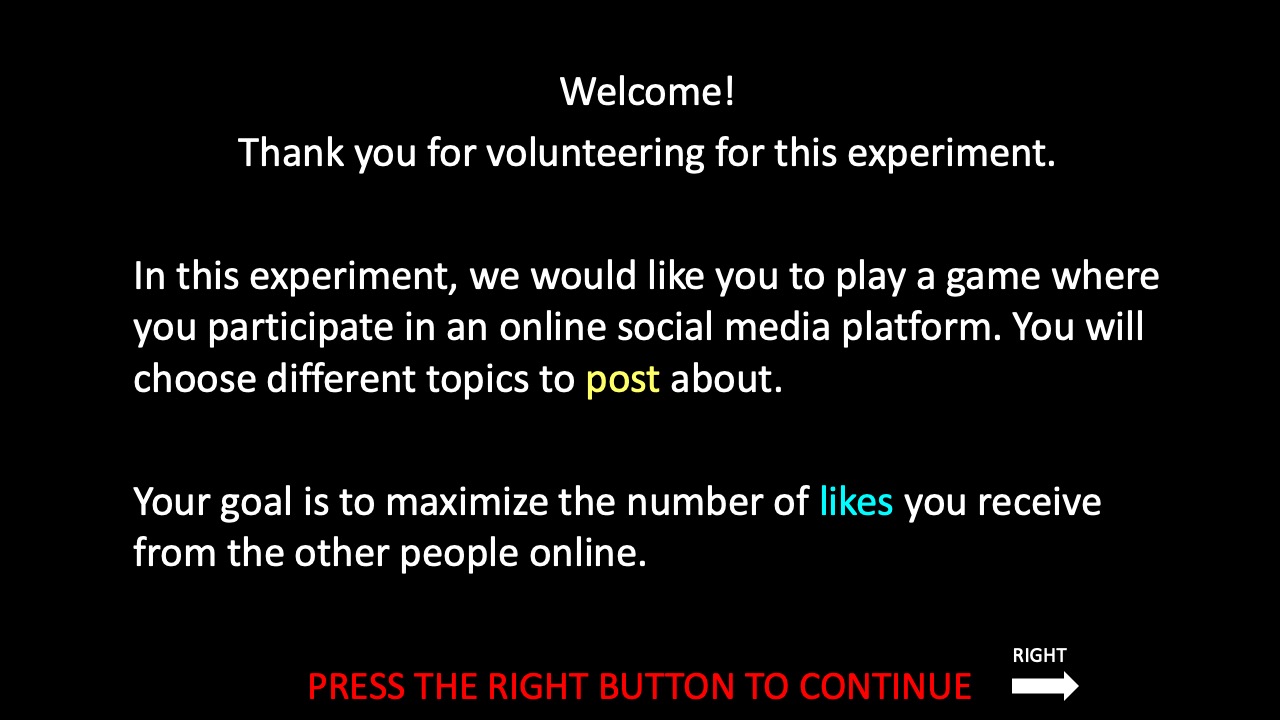 Welcome!
Thank you for volunteering for this experiment.
In this experiment, we would like you to play a game where
you participate in an online social media platform. You will
choose different topics to post about.
Your goal is to maximize the number of likes you receive
from the other people online.
RIGHT
PRESS THE RIGHT BUTTON TO CONTINUE